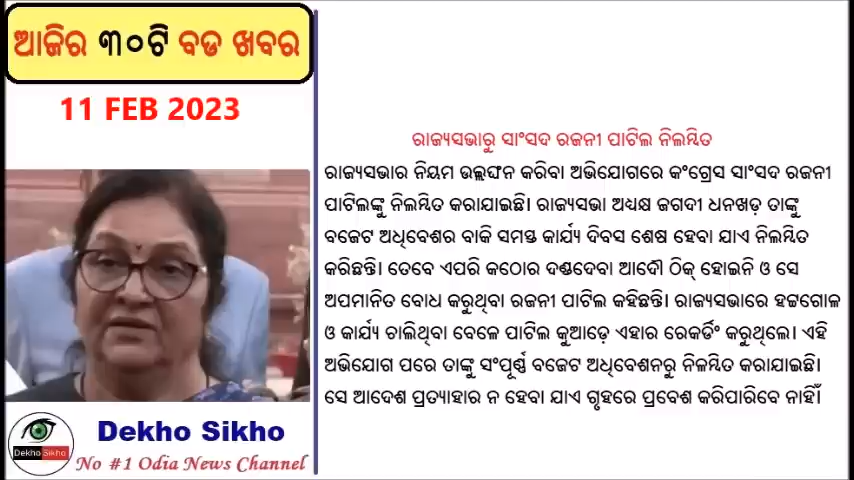 ଆଜିର ୩୦ଟି ବଡ ଖବର
11 FEB 2023
ରାଜ୍ୟସଭାରୁ ସାଂସଦ ରଜନୀ ପାଟିଲ ନିଲମ୍ବିତ
ରାଜ୍ୟସଭାର ନିୟମ ଉଲ୍ଲଙ୍ଘନ କରିବା ଅଭିଯୋଗରେ କଂଗ୍ରେସ ସାଂସଦ ରଜନୀ
ପାଟିଲଙ୍କୁ ନିଲମ୍ବିତ କରାଯାଇଛି। ରାଜ୍ୟସଭା ଅଧ୍ୟକ୍ଷ ଜଗଦୀ ଧନଖଡ଼ ତାଙ୍କୁ
ବଜେଟ ଅଧିବେଶର ବାକି ସମସ୍ତ କାର୍ଯ୍ୟ ଦିବସ ଶେଷ ହେବା ଯାଏ ନିଲମ୍ବିତ
କରିଛନ୍ତି। ତେବେ ଏପରି କଠୋର ଦଣ୍ଡଦେବା ଆଦୌ ଠିକ୍ ହୋଇନି ଓ ସେ
ଅପମାନିତ ବୋଧ କରୁଥିବା ରଜନୀ ପାଟିଲ କହିଛନ୍ତି। ରାଜ୍ୟସଭାରେ ହଟ୍ଟଗୋଳ
ଓ କାର୍ଯ୍ୟ ଚାଲିଥିବା ବେଳେ ପାଟିଲ କୁଆଡ଼େ ଏହାର ରେକର୍ଡିଂ କରୁଥିଲେ। ଏହି
ଅଭିଯୋଗ ପରେ ତାଙ୍କୁ ସଂପୂର୍ଣ୍ଣ ବଜେଟ ଅଧିବେଶନରୁ ନିଳମ୍ବିତ କରାଯାଇଛି।
ସେ ଆଦେଶ ପ୍ରତ୍ୟାହାର ନ ହେବା ଯାଏ ଗୃହରେ ପ୍ରବେଶ କରିପାରିବେ ନାହିଁ।
Dekho Sikho
Dekho Sikho
No #1 Odia News Channel